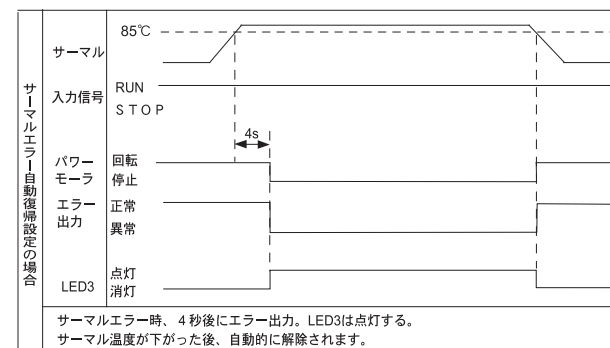 サーマルエラー自動復帰設定の場合
サーマル
85℃
入力信号
RUN
ＳＴＯＰ
4s
パワー
モーラ
回転
停止
エラー
出力
正常
異常
LED3
点灯
消灯
サーマルエラー時、４秒後にエラー出力。LED3は点灯する。
サーマル温度が下がった後、自動的に解除されます。